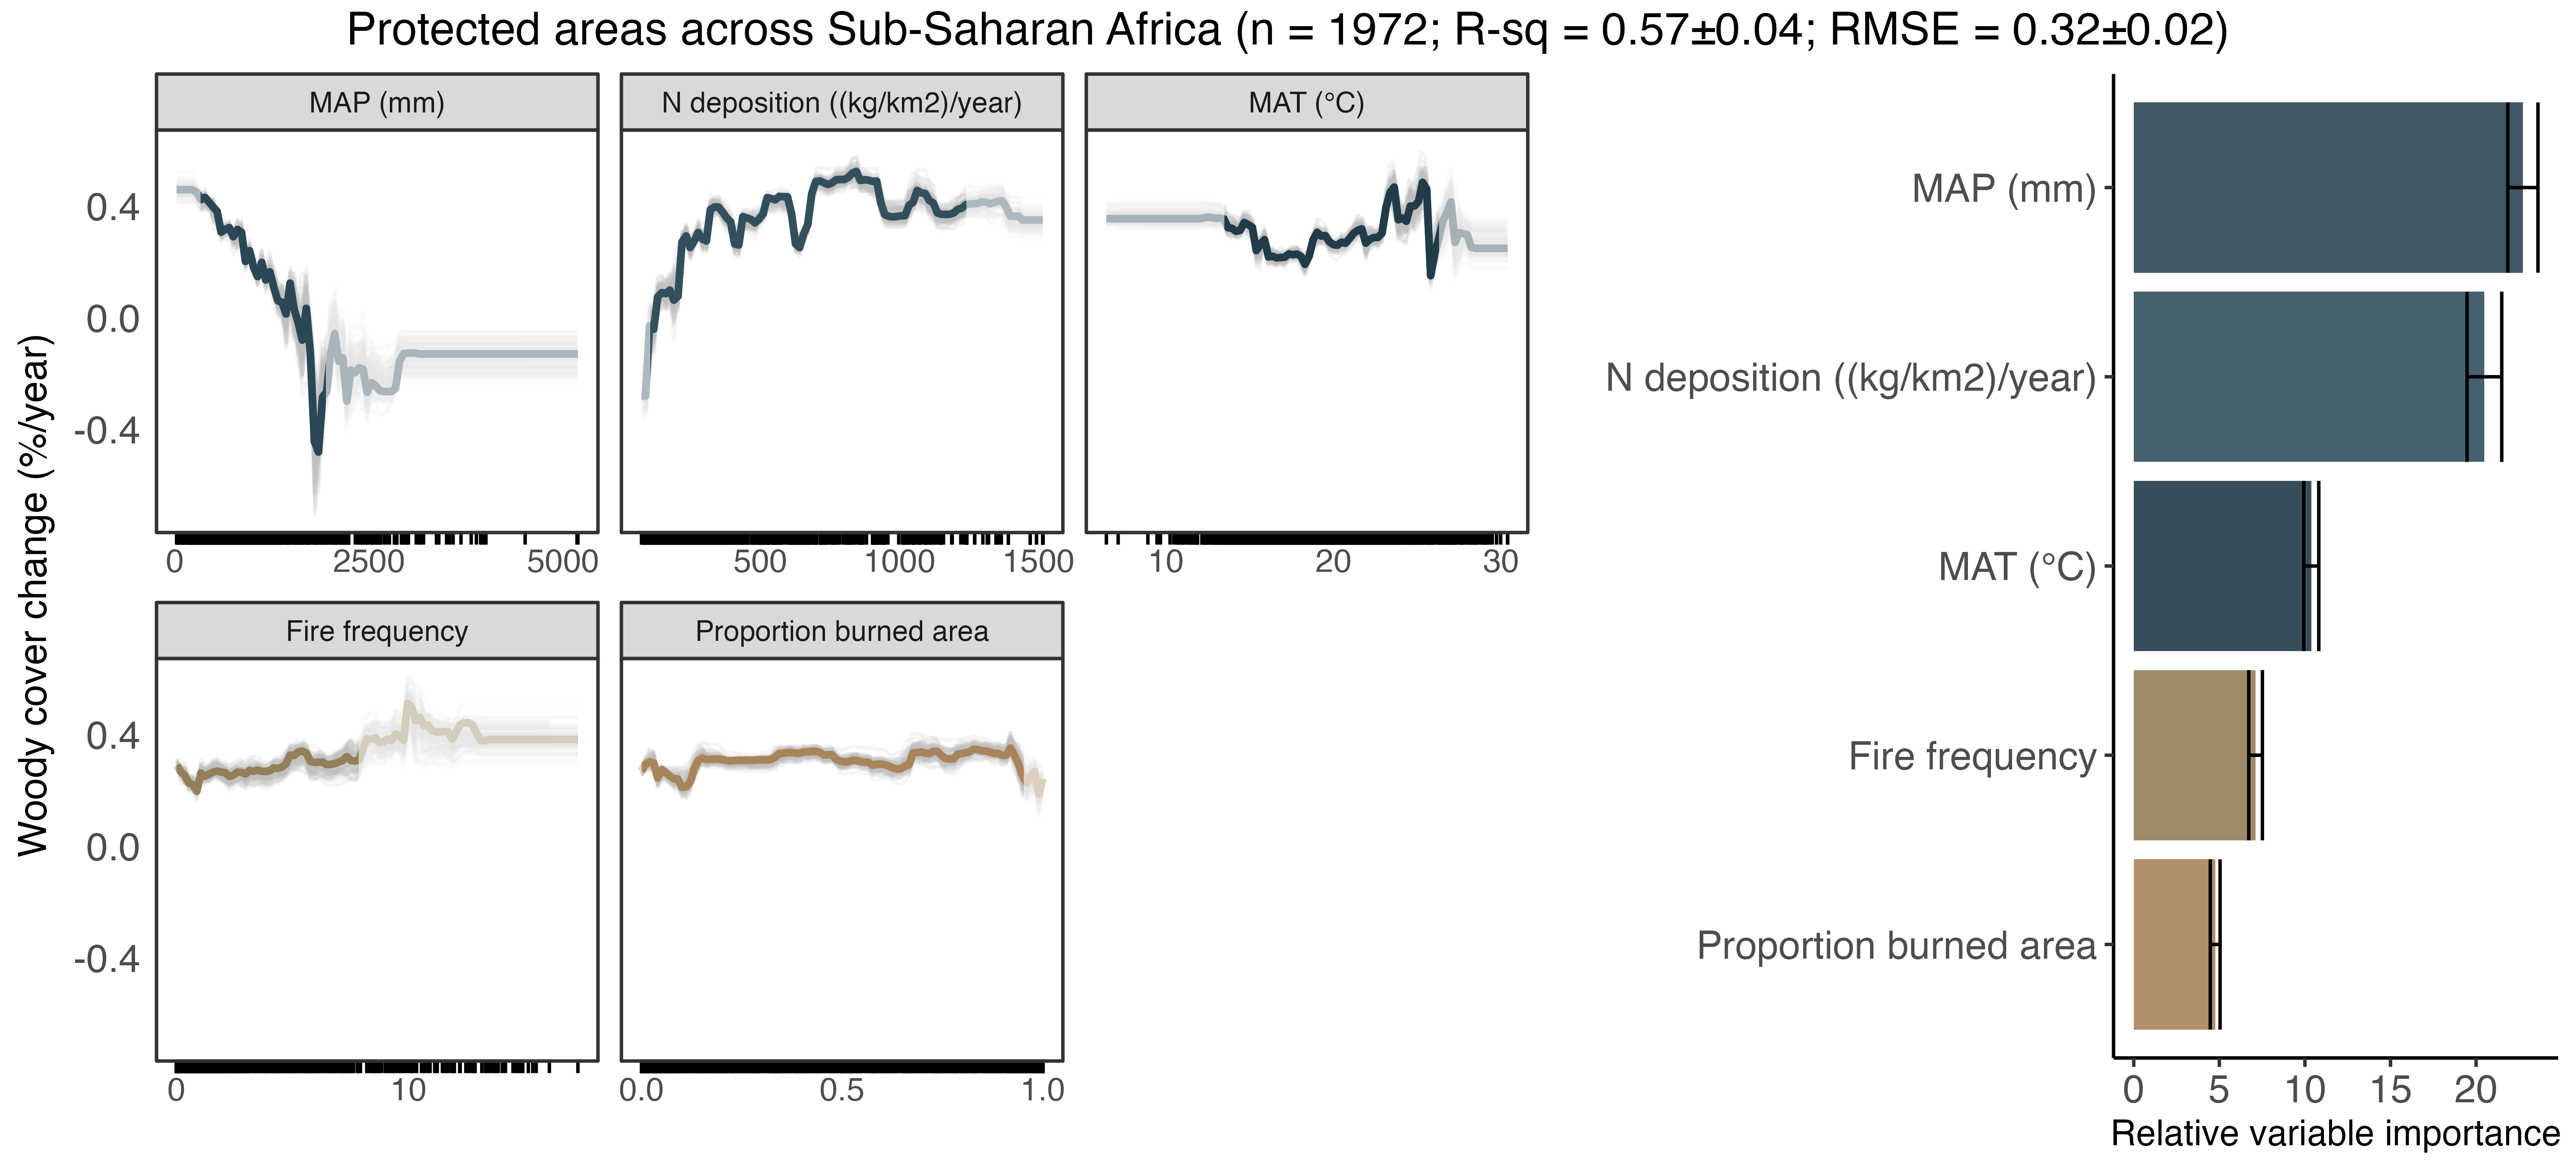 Protected areas across Sub-Saharan Africa (n = 1972; R-sq = 0.57±0.04; RMSE = 0.32±0.02)
Woody cover change (%/year)
MAP (mm)
N deposition ((kg/km2)/year)
MAT (°C)
0.4
0.0
-0.4
0 2500 5000
500 1000 1500
10 20 30
Fire frequency
Proportion burned area
0.4
0.0
-0.4
0 10
0.0 0.5 1.0
MAP (mm)
N deposition ((kg/km2)/year)
MAT (°C)
Fire frequency
Proportion burned area
0 5 10 15 20
Relative variable importance